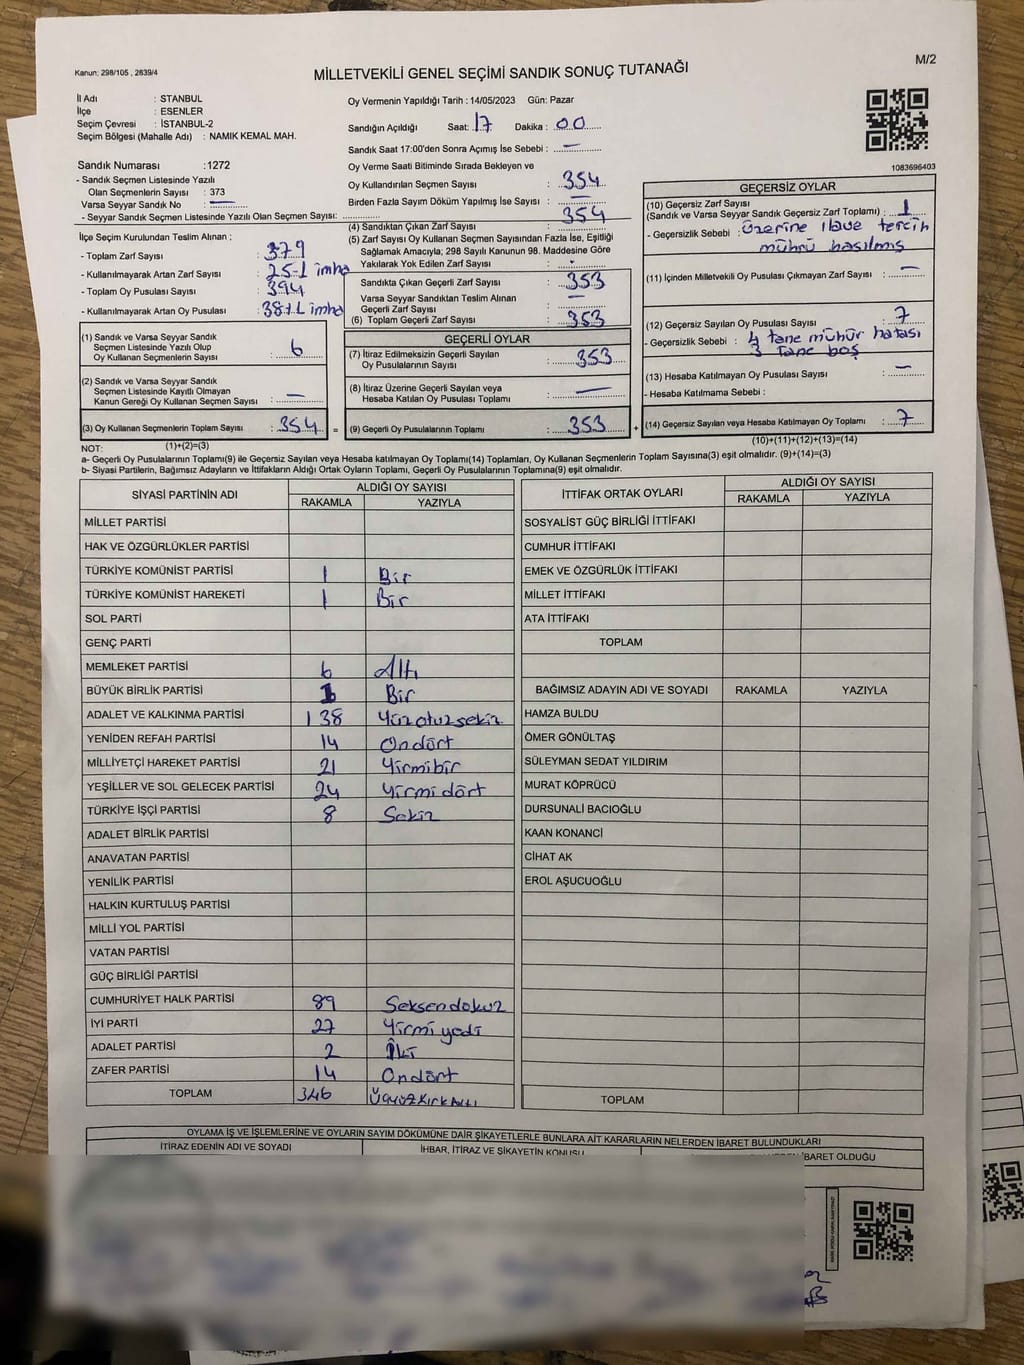 Kanun: 298/105 , 2839/4
MİLLETVEKİLİ GENEL SEÇİMİ SANDIK SONUÇ TUTANAĞI
M/2
İl Adı : STANBUL
İlçe : ESENLER
Seçim Çevresi : İSTANBUL-2
Seçim Bölgesi (Mahalle Adı) : NAMIK KEMAL MAH.
Oy Vermenin Yapıldığı Tarih : 14/05/2023 Gün: Pazar
Sandığın Açıldığı Saat: 17 Dakika : 00
Sandık Saat 17:00'den Sonra Açımış İse Sebebi : —
1083696403
Sandık Numarası :1272
- Sandık Seçmen Listesinde Yazılı
Olan Seçmenlerin Sayısı : 373
Varsa Seyyar Sandık No : —
- Seyyar Sandık Seçmen Listesinde Yazılı Olan Seçmen Sayısı:
Oy Verme Saati Bitiminde Sırada Bekleyen ve
Oy Kullandırılan Seçmen Sayısı : 354
Birden Fazla Sayım Döküm Yapılmış İse Sayısı : —
İlçe Seçim Kurulundan Teslim Alınan :
- Toplam Zarf Sayısı : 379
- Kullanılmayarak Artan Zarf Sayısı : 25-1 imha
- Toplam Oy Pusulası Sayısı : 394
- Kullanılmayarak Artan Oy Pusulası : 38+1 imha
(4) Sandıktan Çıkan Zarf Sayısı : 354
(5) Zarf Sayısı Oy Kullanan Seçmen Sayısından Fazla İse, Eşitliği
Sağlamak Amacıyla; 298 Sayılı Kanunun 98. Maddesine Göre
Yakılarak Yok Edilen Zarf Sayısı :
Sandıkta Çıkan Geçerli Zarf Sayısı : 353
Varsa Seyyar Sandıktan Teslim Alınan
Geçerli Zarf Sayısı : —
(6) Toplam Geçerli Zarf Sayısı : 353
GEÇERSİZ OYLAR
(10) Geçersiz Zarf Sayısı
(Sandık ve Varsa Seyyar Sandık Geçersiz Zarf Toplamı) : 1
- Geçersizlik Sebebi : üzerine ilave tercih
mührü basılmış
(11) İçinden Milletvekili Oy Pusulası Çıkmayan Zarf Sayısı : —
(12) Geçersiz Sayılan Oy Pusulası Sayısı : 7
- Geçersizlik Sebebi : 4 tane mühür hatası
3 Tane boş
(13) Hesaba Katılmayan Oy Pusulası Sayısı : —
- Hesaba Katılmama Sebebi :
(14) Geçersiz Sayılan veya Hesaba Katılmayan Oy Toplamı : 7
(10)+(11)+(12)+(13)=(14)
(1) Sandık ve Varsa Seyyar Sandık
Seçmen Listesinde Yazılı Olup
Oy Kullanan Seçmenlerin Sayısı : 6
(2) Sandık ve Varsa Seyyar Sandık
Seçmen Listesinde Kayıtlı Olmayan
Kanun Gereği Oy Kullanan Seçmen Sayısı : —
(3) Oy Kullanan Seçmenlerin Toplam Sayısı : 354 =
(1)+(2)=(3)
GEÇERLİ OYLAR
(7) İtiraz Edilmeksizin Geçerli Sayılan
Oy Pusulalarının Sayısı : 353
(8) İtiraz Üzerine Geçerli Sayılan veya
Hesaba Katılan Oy Pusulası Toplamı : —
(9) Geçerli Oy Pusulalarının Toplamı : 353 +
NOT:
a- Geçerli Oy Pusulalarının Toplamı(9) ile Geçersiz Sayılan veya Hesaba katılmayan Oy Toplamı(14) Toplamları, Oy Kullanan Seçmenlerin Toplam Sayısına(3) eşit olmalıdır. (9)+(14)=(3)
b- Siyasi Partilerin, Bağımsız Adayların ve İttifakların Aldığı Ortak Oyların Toplamı, Geçerli Oy Pusulalarının Toplamına(9) eşit olmalıdır.
SİYASİ PARTİNİN ADI ALDIĞI OY SAYISI
RAKAMLA YAZIYLA
MİLLET PARTİSİ
HAK VE ÖZGÜRLÜKLER PARTİSİ
TÜRKİYE KOMÜNİST PARTİSİ 1 Bir
TÜRKİYE KOMÜNİST HAREKETİ 1 Bir
SOL PARTİ
GENÇ PARTİ
MEMLEKET PARTİSİ 6 Altı
BÜYÜK BİRLİK PARTİSİ 1 Bir
ADALET VE KALKINMA PARTİSİ 138 Yüzotuzsekiz
YENİDEN REFAH PARTİSİ 14 Ondört
MİLLİYETÇİ HAREKET PARTİSİ 21 Yirmibir
YEŞİLLER VE SOL GELECEK PARTİSİ 24 Yirmidört
TÜRKİYE İŞÇİ PARTİSİ 8 Sekiz
ADALET BİRLİK PARTİSİ
ANAVATAN PARTİSİ
YENİLİK PARTİSİ
HALKIN KURTULUŞ PARTİSİ
MİLLİ YOL PARTİSİ
VATAN PARTİSİ
GÜÇ BİRLİĞİ PARTİSİ
CUMHURİYET HALK PARTİSİ 89 Seksendokuz
İYİ PARTİ 27 Yirmi yedi
ADALET PARTİSİ 2 İki
ZAFER PARTİSİ 14 Ondört
TOPLAM 346 ÜçyüzKırkAltı
İTTİFAK ORTAK OYLARI ALDIĞI OY SAYISI
RAKAMLA YAZIYLA
SOSYALİST GÜÇ BİRLİĞİ İTTİFAKI
CUMHUR İTTİFAKI
EMEK VE ÖZGÜRLÜK İTTİFAKI
MİLLET İTTİFAKI
ATA İTTİFAKI
TOPLAM
BAĞIMSIZ ADAYIN ADI VE SOYADI RAKAMLA YAZIYLA
HAMZA BULDU
ÖMER GÖNÜLTAŞ
SÜLEYMAN SEDAT YILDIRIM
MURAT KÖPRÜCÜ
DURSUNALİ BACIOĞLU
KAAN KONANCİ
CİHAT AK
EROL AŞUCUOĞLU
TOPLAM
OYLAMA İŞ VE İŞLEMLERİNE VE OYLARIN SAYIM DÖKÜMÜNE DAİR ŞİKAYETLERLE BUNLARA AİT KARARLARIN NELERDEN İBARET BULUNDUKLARI
İTİRAZ EDENİN ADI VE SOYADI İHBAR, İTİRAZ VE ŞİKAYETİN KONUSU İBARET OLDUĞU